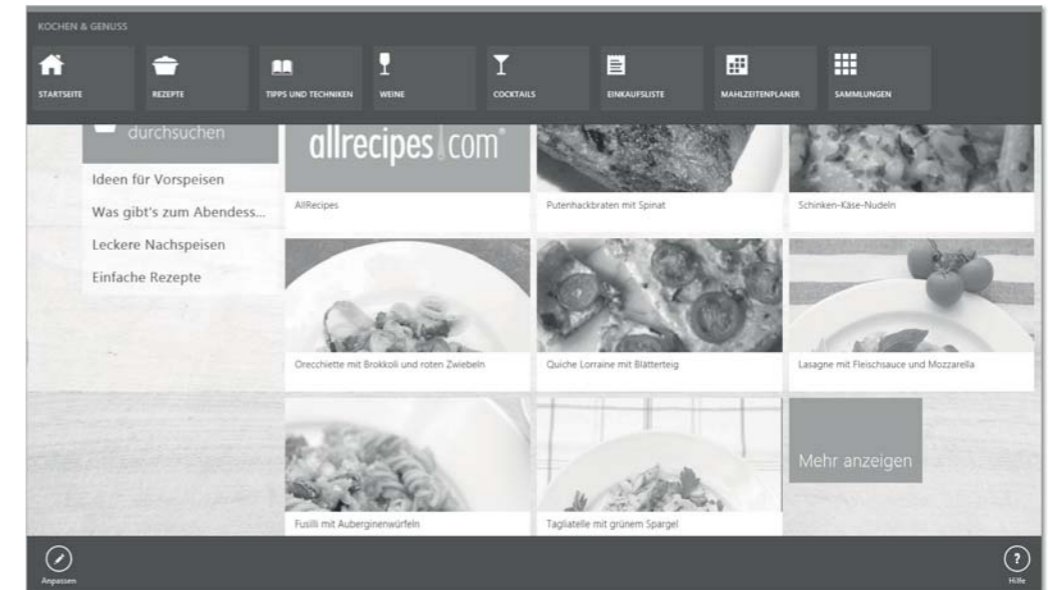 KOCHEN & GENUSS
STARTSEITE
REZEPTE
TIPPS UND TECHNIKEN
WEINE
COCKTAILS
EINKAUFSLISTE
MAHLZEITENPLANER
SAMMLUNGEN
durchsuchen
Ideen für Vorspeisen
Was gibt's zum Abendess...
Leckere Nachspeisen
Einfache Rezepte
allrecipes.com®
AllRecipes
Putenhackbraten mit Spinat
Schinken-Käse-Nudeln
Orecchiette mit Brokkoli und roten Zwiebeln
Quiche Lorraine mit Blätterteig
Lasagne mit Fleischsauce und Mozzarella
Fusilli mit Auberginenwürfeln
Tagliatelle mit grünem Spargel
Mehr anzeigen
Anpassen
?
Hilfe